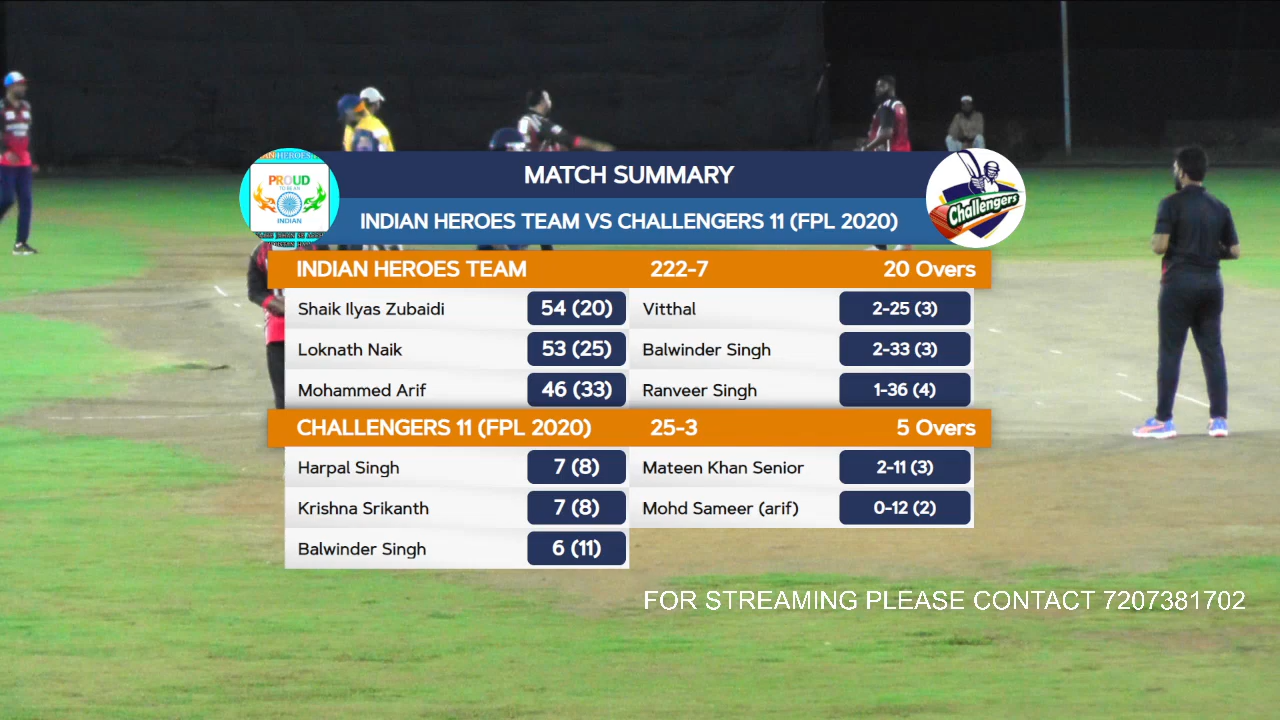 MATCH SUMMARY
INDIAN HEROES TEAM VS CHALLENGERS 11 (FPL 2020)
PROUD
TO BE AN
INDIAN
Challengers
INDIAN HEROES TEAM 222-7 20 Overs
Shaik Ilyas Zubaidi 54 (20) Vitthal 2-25 (3)
Loknath Naik 53 (25) Balwinder Singh 2-33 (3)
Mohammed Arif 46 (33) Ranveer Singh 1-36 (4)
CHALLENGERS 11 (FPL 2020) 25-3 5 Overs
Harpal Singh 7 (8) Mateen Khan Senior 2-11 (3)
Krishna Srikanth 7 (8) Mohd Sameer (arif) 0-12 (2)
Balwinder Singh 6 (11)
FOR STREAMING PLEASE CONTACT 7207381702